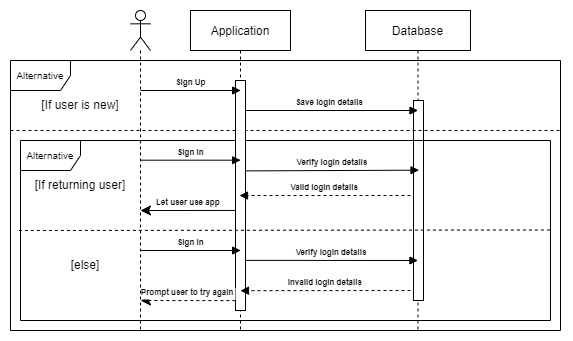 Application
Database
Alternative
Sign Up
[If user is new]
Save login details
Alternative
Sign In
Verify login details
[If returning user]
Valid login details
Let user use app
Sign In
Verify login details
[else]
Invalid login details
Prompt user to try again